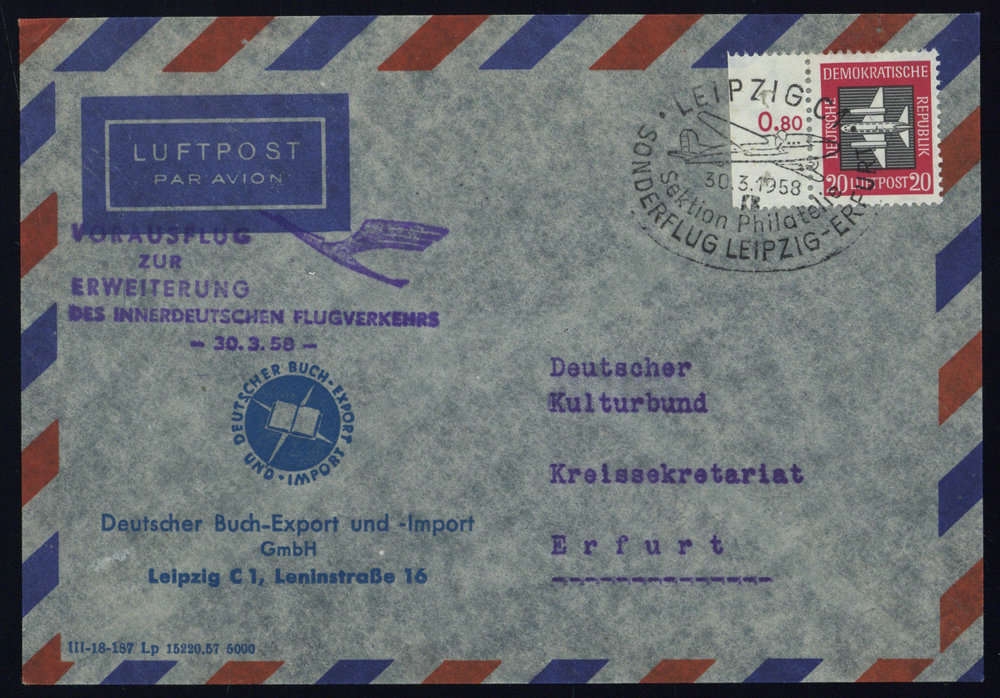 LUFTPOST
PAR AVION
VORAUSFLUG
ZUR
ERWEITERUNG
DES INNERDEUTSCHEN FLUGVERKEHRS
- 30.3.58 -
DEUTSCHER BUCH-EXPORT UND · IMPORT
Deutscher Buch-Export und -Import
GmbH
Leipzig C 1, Leninstraße 16
III-18-187 Lp 15220.57 5000
0.80
DEMOKRATISCHE
DEUTSCHE
REPUBLIK
20 LUFTPOST 20
LEIPZIG C
30.3.1958
Sektion Philatelie
SONDERFLUG LEIPZIG-ERFURT
Deutscher
Kulturbund
Kreissekretariat
Erfurt